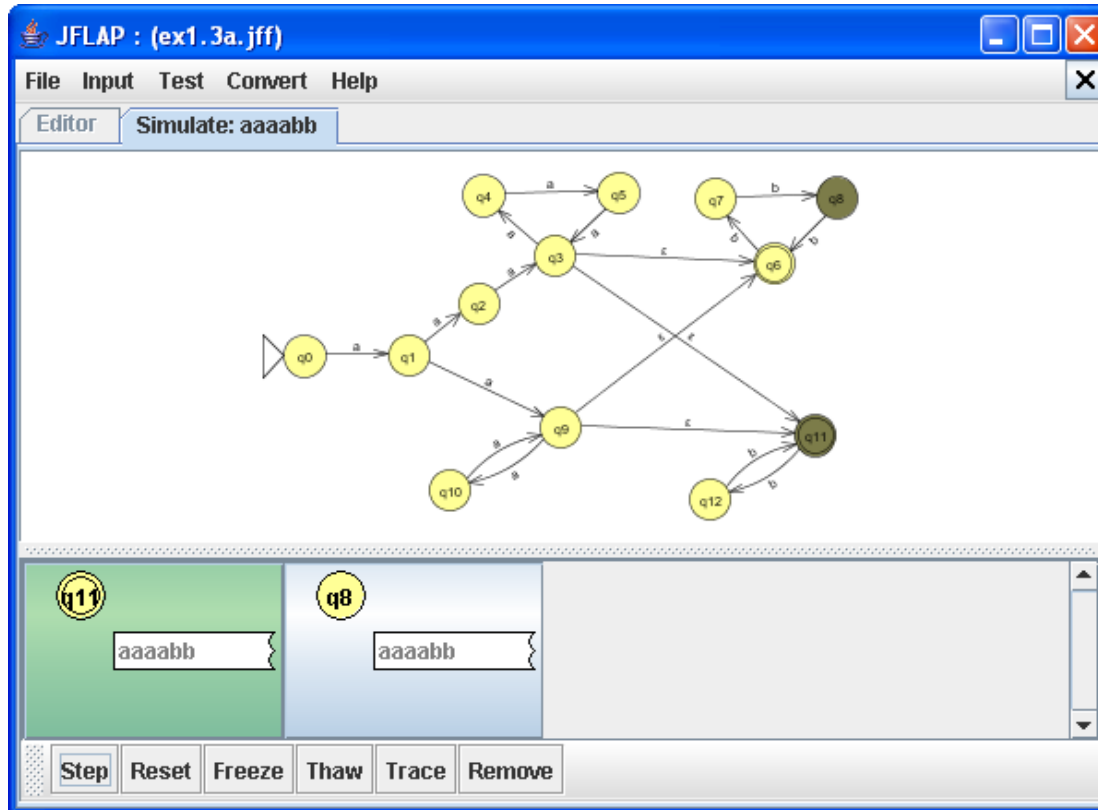 JFLAP : (ex1.3a.jff)
File Input Test Convert Help
Editor Simulate: aaaabb
q4 a q5 q7 b q8
a a b b
q3 ε q6
a
q2
a ε ε
q0 a q1
a
q9 ε q11
a a b b
q10 q12
q11 q8
aaaabb aaaabb
Step Reset Freeze Thaw Trace Remove